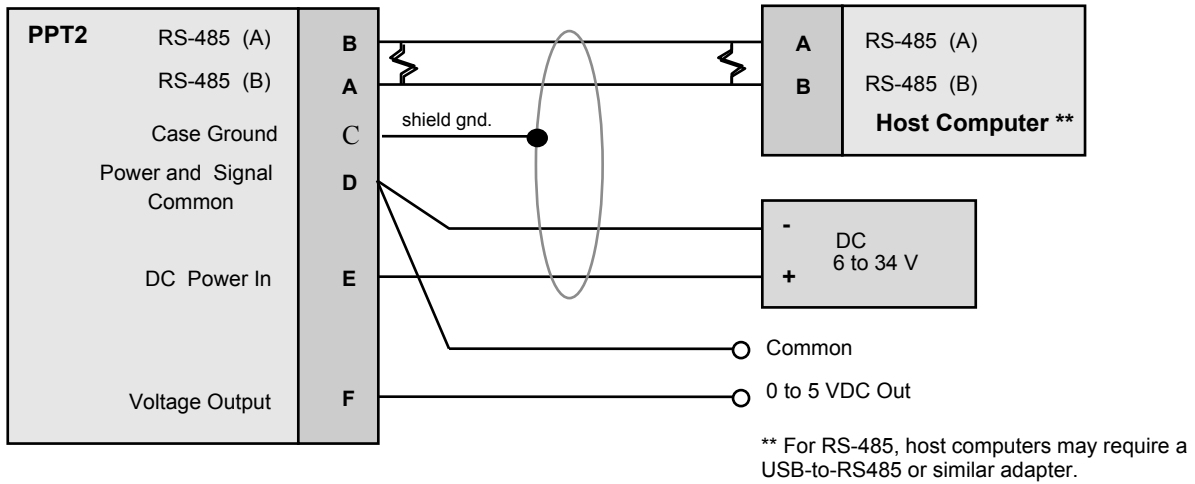 PPT2
RS-485 (A)
B
A
RS-485 (A)
RS-485 (B)
A
B
RS-485 (B)
Host Computer **
Case Ground
C
shield gnd.
Power and Signal
Common
D
-
DC
6 to 34 V
+
DC Power In
E
Common
Voltage Output
F
0 to 5 VDC Out
** For RS-485, host computers may require a
USB-to-RS485 or similar adapter.